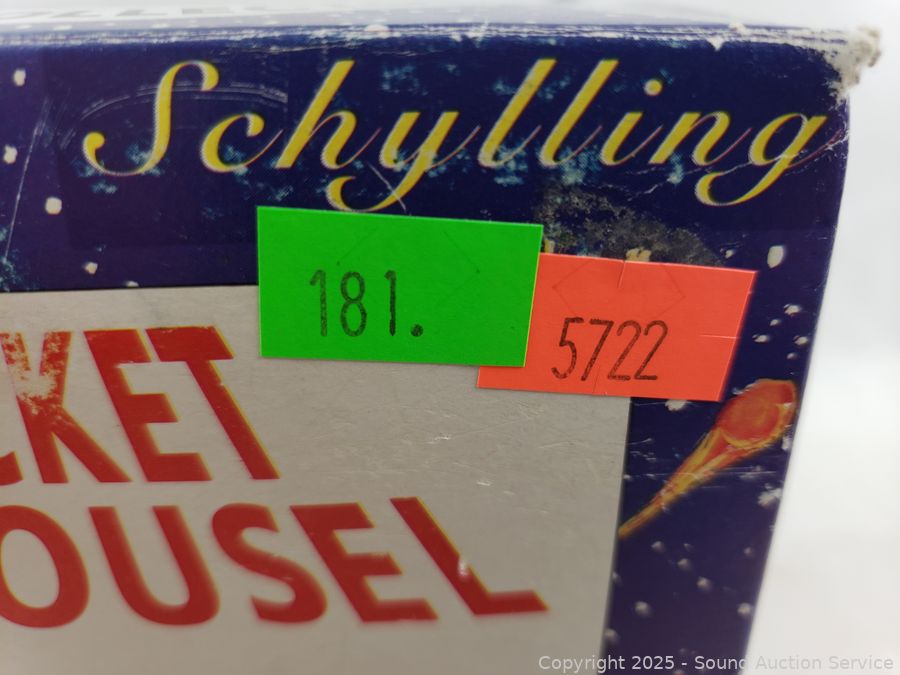 Schylling
181.
5722
CKET
OUSEL
Copyright 2025 - Sound Auction Service